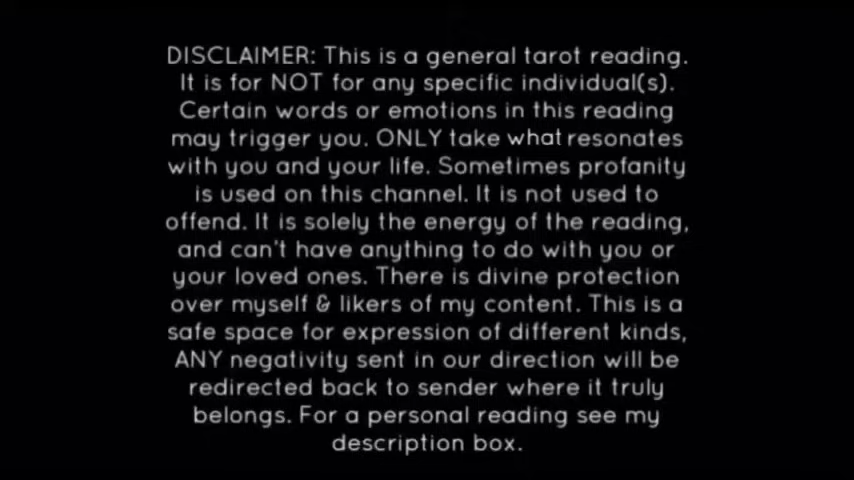 DISCLAIMER: This is a general tarot reading.
It is for NOT for any specific individual(s).
Certain words or emotions in this reading
may trigger you. ONLY take what resonates
with you and your life. Sometimes profanity
is used on this channel. It is not used to
offend. It is solely the energy of the reading,
and can't have anything to do with you or
your loved ones. There is divine protection
over myself & likers of my content. This is a
safe space for expression of different kinds,
ANY negativity sent in our direction will be
redirected back to sender where it truly
belongs. For a personal reading see my
description box.